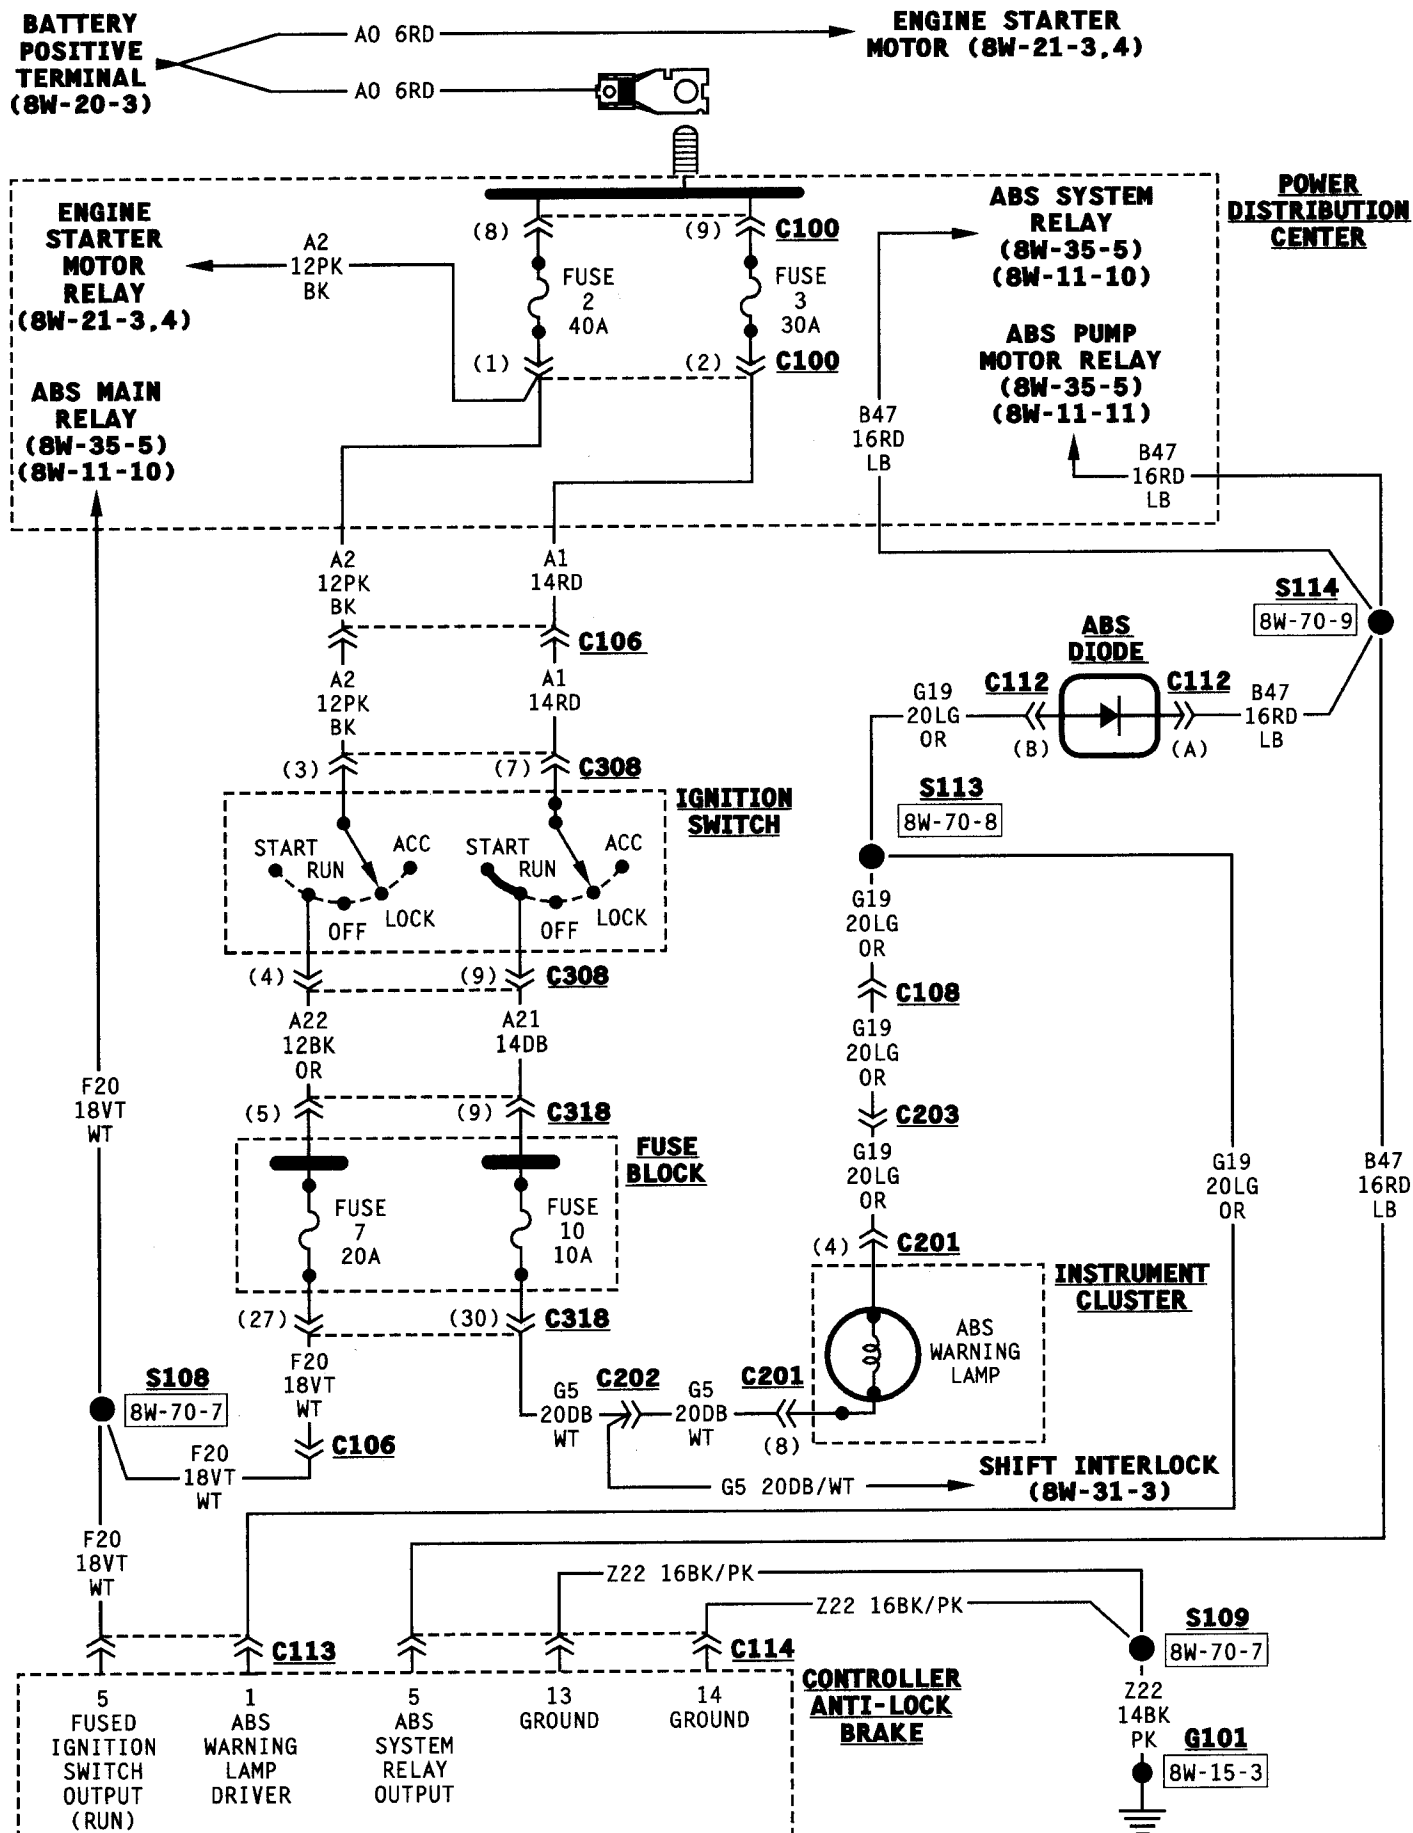 BATTERY
POSITIVE
TERMINAL
(8W-20-3)
A0 6RD
A0 6RD
ENGINE STARTER
MOTOR (8W-21-3,4)
POWER
DISTRIBUTION
CENTER
ENGINE
STARTER
MOTOR
RELAY
(8W-21-3,4)
A2
12PK
BK
(8)
(9)
C100
FUSE
2
40A
FUSE
3
30A
(1)
(2)
C100
ABS SYSTEM
RELAY
(8W-35-5)
(8W-11-10)
ABS PUMP
MOTOR RELAY
(8W-35-5)
(8W-11-11)
ABS MAIN
RELAY
(8W-35-5)
(8W-11-10)
B47
16RD
LB
B47
16RD
LB
A2
12PK
BK
A1
14RD
C106
A2
12PK
BK
A1
14RD
(3)
(7)
C308
S114
8W-70-9
ABS
DIODE
G19
20LG
OR
C112
(B)
C112
(A)
B47
16RD
LB
S113
8W-70-8
IGNITION
SWITCH
START
RUN
ACC
OFF
LOCK
START
RUN
ACC
OFF
LOCK
(4)
(9)
C308
A22
12BK
OR
A21
14DB
(5)
(9)
C318
FUSE
BLOCK
FUSE
7
20A
FUSE
10
10A
(27)
(30)
C318
G19
20LG
OR
C108
G19
20LG
OR
C203
G19
20LG
OR
(4)
C201
INSTRUMENT
CLUSTER
ABS
WARNING
LAMP
F20
18VT
WT
G19
20LG
OR
B47
16RD
LB
S108
8W-70-7
F20
18VT
WT
C106
F20
18VT
WT
G5
20DB
WT
C202
G5
20DB
WT
C201
(8)
G5 20DB/WT
SHIFT INTERLOCK
(8W-31-3)
F20
18VT
WT
Z22 16BK/PK
Z22 16BK/PK
S109
8W-70-7
Z22
14BK
PK
G101
8W-15-3
C113
C114
CONTROLLER
ANTI-LOCK
BRAKE
5
FUSED
IGNITION
SWITCH
OUTPUT
(RUN)
1
ABS
WARNING
LAMP
DRIVER
5
ABS
SYSTEM
RELAY
OUTPUT
13
GROUND
14
GROUND